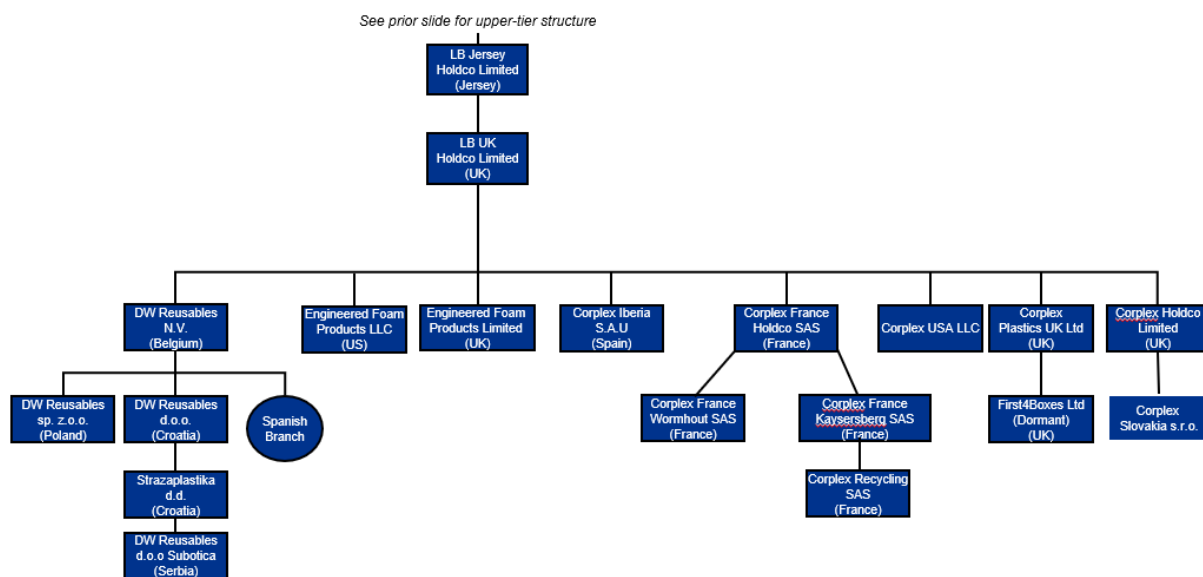 See prior slide for upper-tier structure
LB Jersey
Holdco Limited
(Jersey)
LB UK
Holdco Limited
(UK)
DW Reusables
N.V.
(Belgium)
Engineered Foam
Products LLC
(US)
Engineered Foam
Products Limited
(UK)
Corplex Iberia
S.A.U
(Spain)
Corplex France
Holdco SAS
(France)
Corplex USA LLC
Corplex
Plastics UK Ltd
(UK)
Corplex Holdco
Limited
(UK)
DW Reusables
sp. z.o.o.
(Poland)
DW Reusables
d.o.o.
(Croatia)
Spanish
Branch
Corplex France
Wormhout SAS
(France)
Corplex France
Kaysersberg SAS
(France)
First4Boxes Ltd
(Dormant)
(UK)
Corplex
Slovakia s.r.o.
Strazaplastika
d.d.
(Croatia)
Corplex Recycling
SAS
(France)
DW Reusables
d.o.o Subotica
(Serbia)